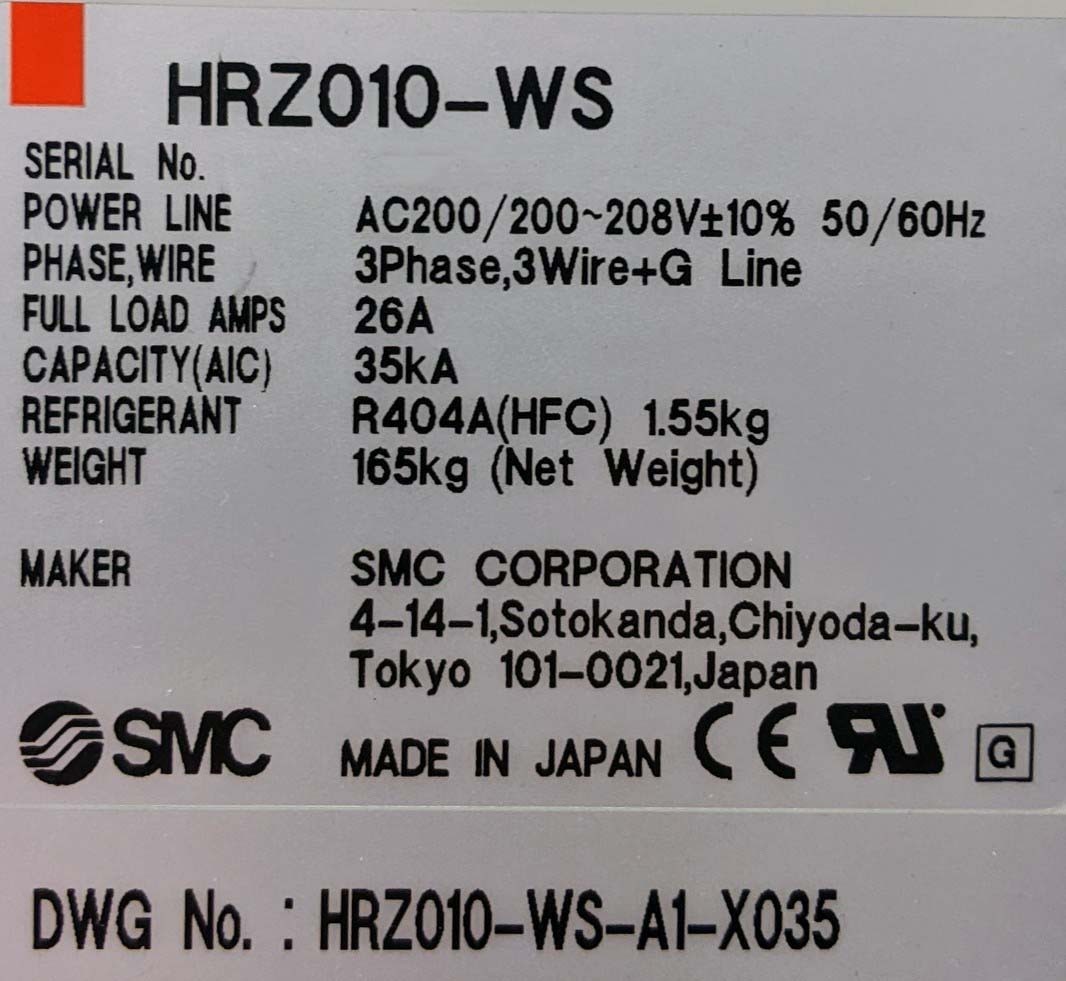 HRZ010-WS
SERIAL No.
POWER LINE AC200/200~208V±10% 50/60Hz
PHASE,WIRE 3Phase,3Wire+G Line
FULL LOAD AMPS 26A
CAPACITY(AIC) 35kA
REFRIGERANT R404A(HFC) 1.55kg
WEIGHT 165kg (Net Weight)
MAKER SMC CORPORATION
4-14-1,Sotokanda,Chiyoda-ku,
Tokyo 101-0021,Japan
SMC MADE IN JAPAN CE RU G
DWG No. : HRZ010-WS-A1-X035